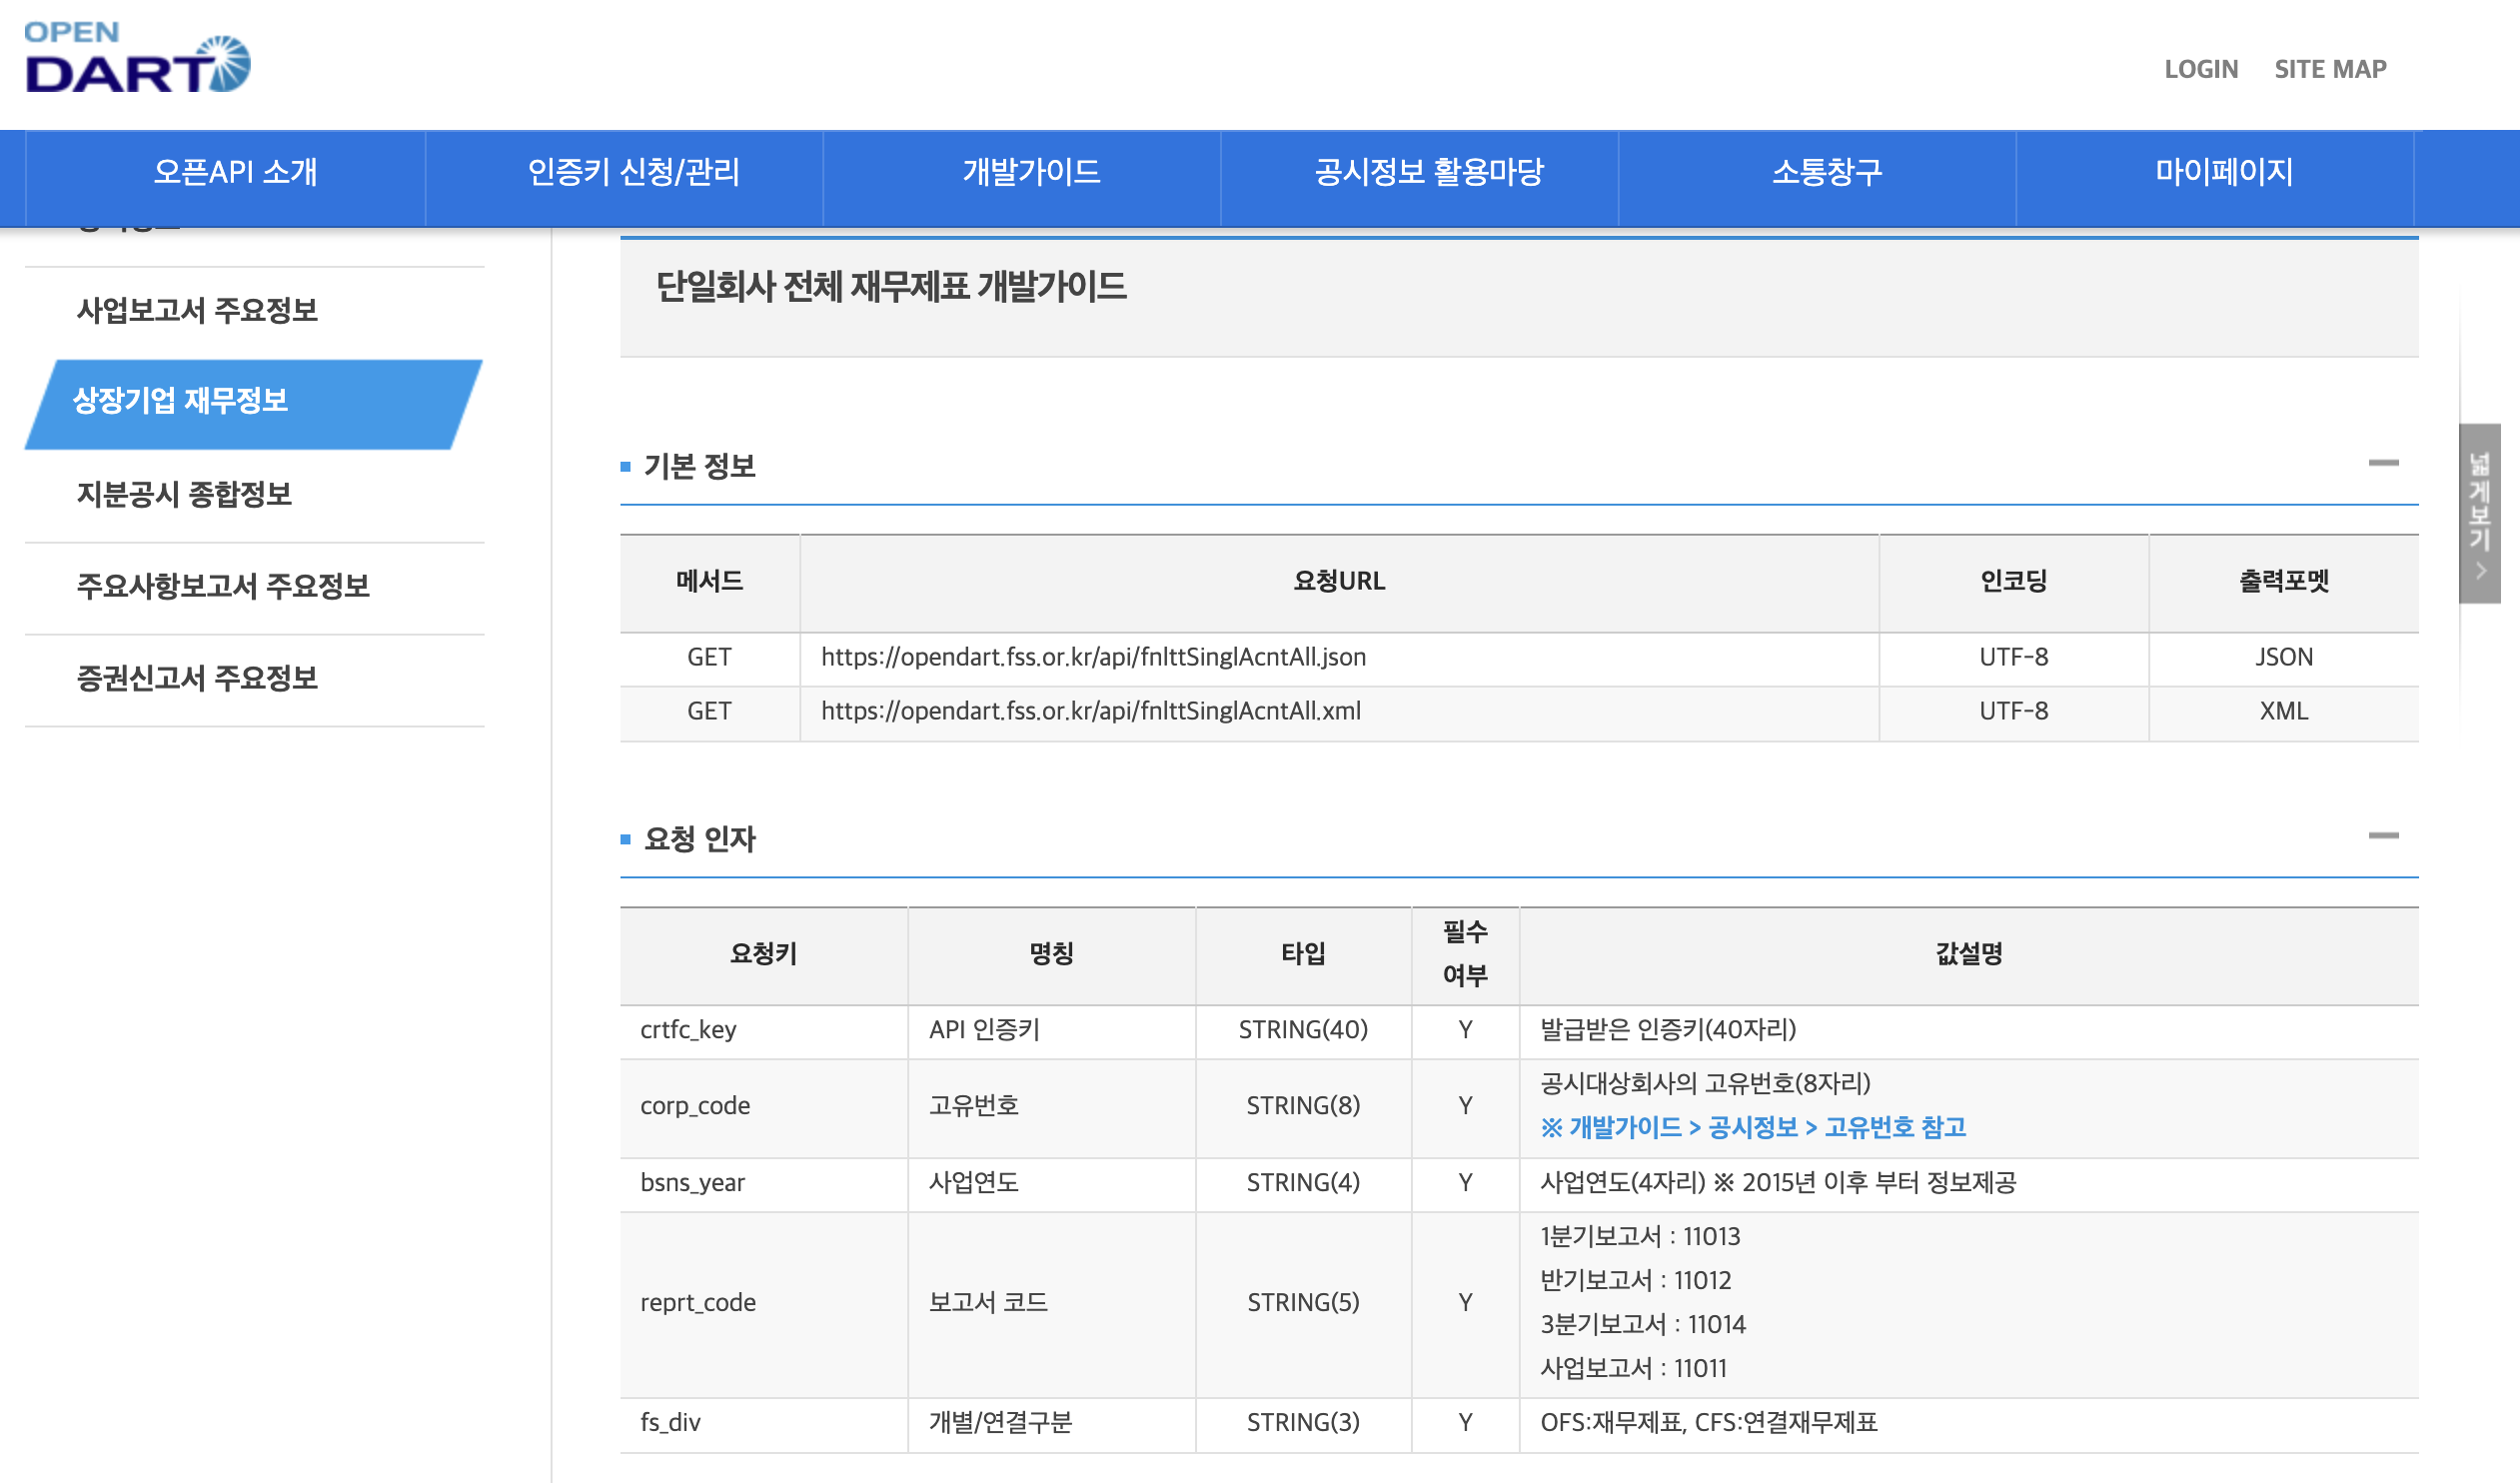 OPEN
DART
LOGIN SITE MAP
오픈API 소개 인증키 신청/관리 개발가이드 공시정보 활용마당 소통창구 마이페이지
사업보고서 주요정보
상장기업 재무정보
지분공시 종합정보
주요사항보고서 주요정보
증권신고서 주요정보
단일회사 전체 재무제표 개발가이드
기본 정보
메서드 요청URL 인코딩 출력포멧
GET https://opendart.fss.or.kr/api/fnlttSinglAcntAll.json UTF-8 JSON
GET https://opendart.fss.or.kr/api/fnlttSinglAcntAll.xml UTF-8 XML
요청 인자
요청키 명칭 타입 필수 여부 값설명
crtfc_key API 인증키 STRING(40) Y 발급받은 인증키(40자리)
corp_code 고유번호 STRING(8) Y 공시대상회사의 고유번호(8자리)
※ 개발가이드 > 공시정보 > 고유번호 참고
bsns_year 사업연도 STRING(4) Y 사업연도(4자리) ※ 2015년 이후 부터 정보제공
reprt_code 보고서 코드 STRING(5) Y 1분기보고서 : 11013
반기보고서 : 11012
3분기보고서 : 11014
사업보고서 : 11011
fs_div 개별/연결구분 STRING(3) Y OFS:재무제표, CFS:연결재무제표
넓게보기 >